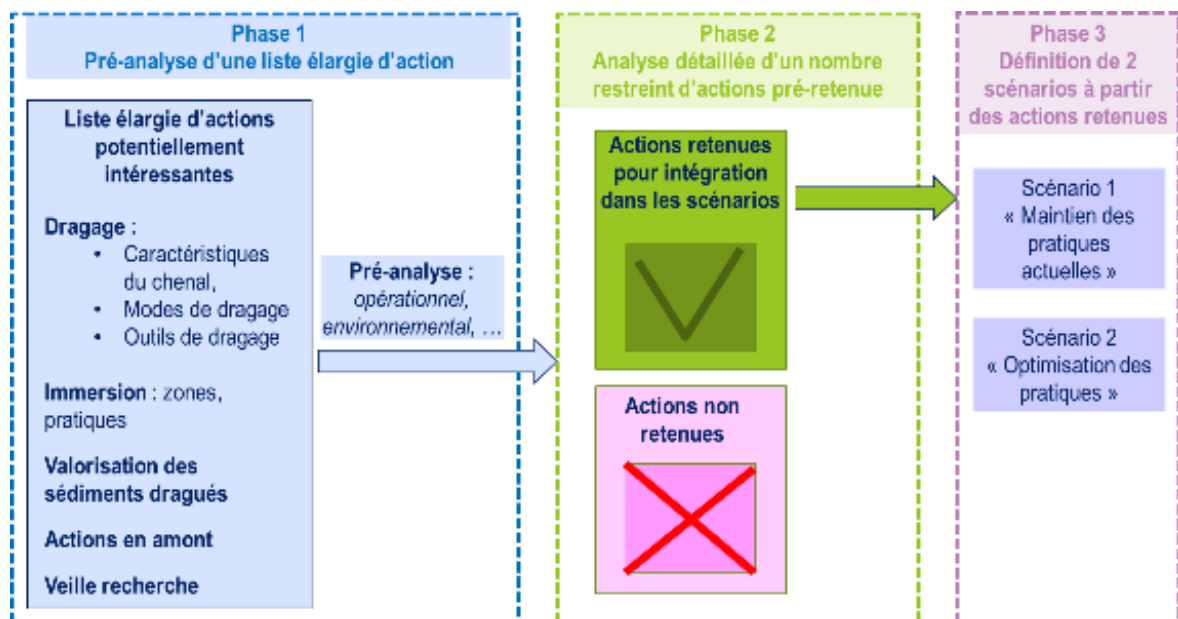 Phase 1
Pré-analyse d'une liste élargie d'action
Liste élargie d'actions
potentiellement
intéressantes
Dragage :
• Caractéristiques
du chenal,
• Modes de dragage
• Outils de dragage
Immersion : zones,
pratiques
Valorisation des
sédiments dragués
Actions en amont
Veille recherche
Pré-analyse :
opérationnel,
environnemental, ...
Phase 2
Analyse détaillée d'un nombre
restreint d'actions pré-retenue
Actions retenues
pour intégration
dans les scénarios
Actions non
retenues
Phase 3
Définition de 2
scénarios à partir
des actions retenues
Scénario 1
« Maintien des
pratiques
actuelles »
Scénario 2
« Optimisation des
pratiques »